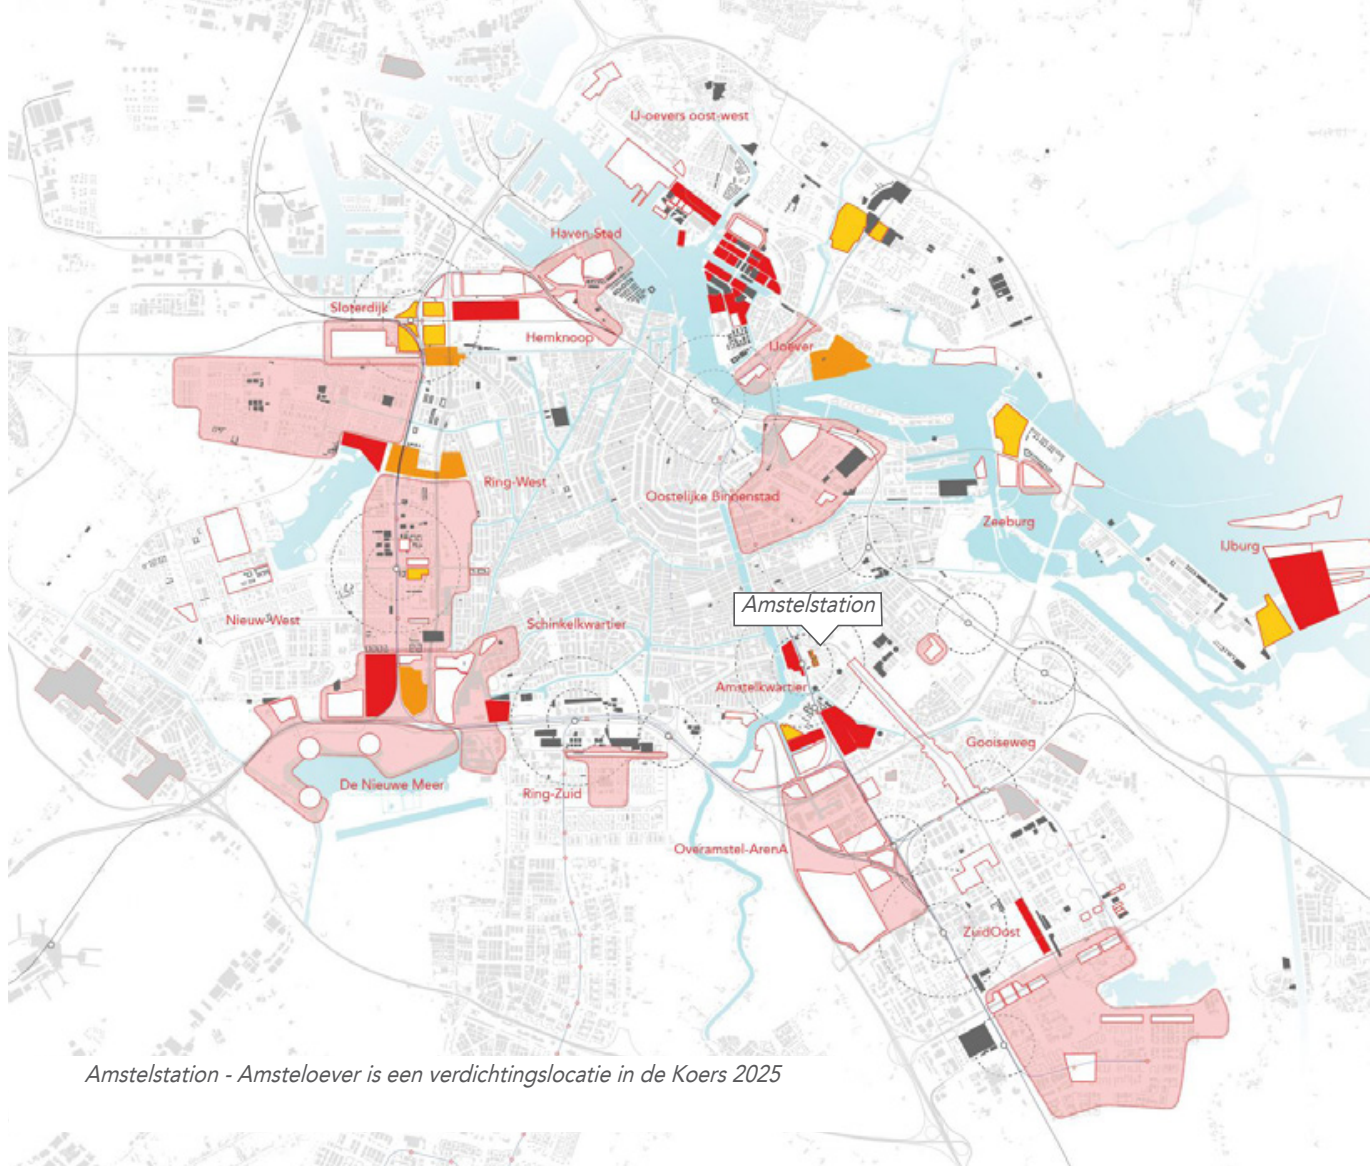 IJ-oevers oost-west
Haven-Stad
Sloterdijk
Hemknoop
IJoever
Ring-West
Oostelijke Binnenstad
Zeeburg
IJburg
Amstelstation
Nieuw-West
Schinkelkwartier
Amstelkwartier
Gooiseweg
De Nieuwe Meer
Ring-Zuid
Overamstel-ArenA
ZuidOost
Amstelstation - Amsteloever is een verdichtingslocatie in de Koers 2025